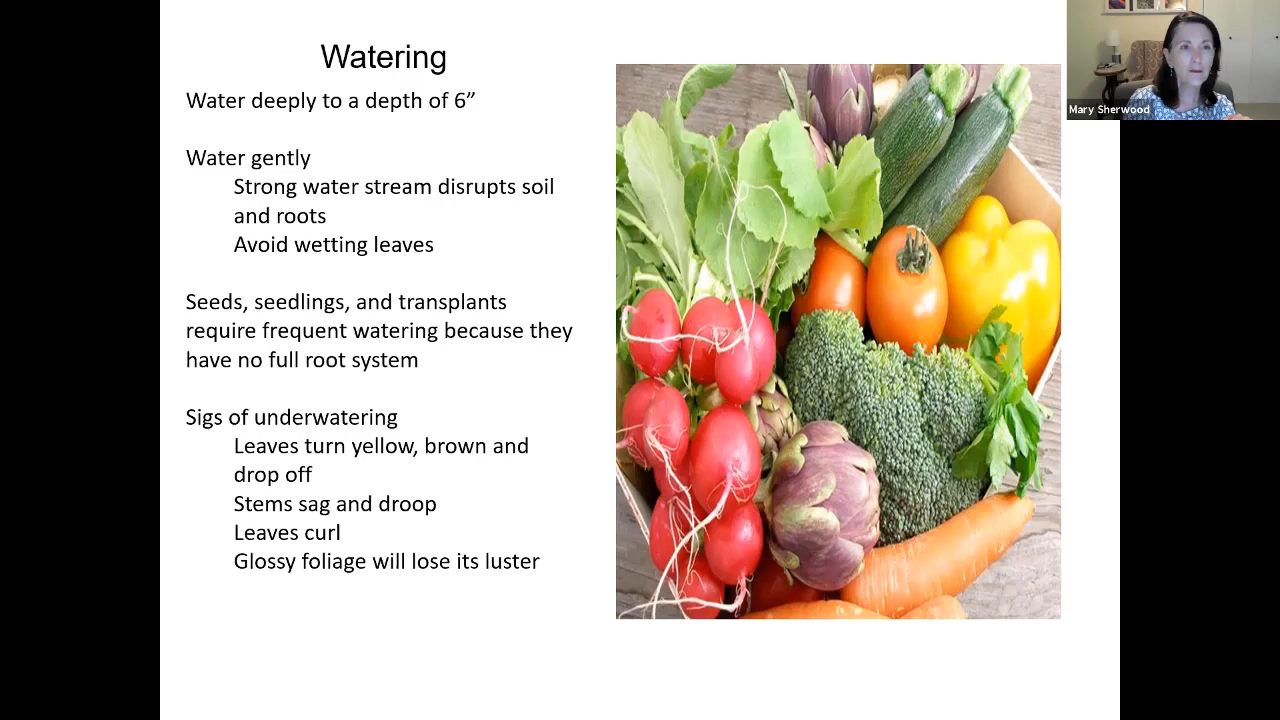 Watering
Water deeply to a depth of 6”
Water gently
Strong water stream disrupts soil
and roots
Avoid wetting leaves
Seeds, seedlings, and transplants
require frequent watering because they
have no full root system
Sigs of underwatering
Leaves turn yellow, brown and
drop off
Stems sag and droop
Leaves curl
Glossy foliage will lose its luster
Mary Sherwood